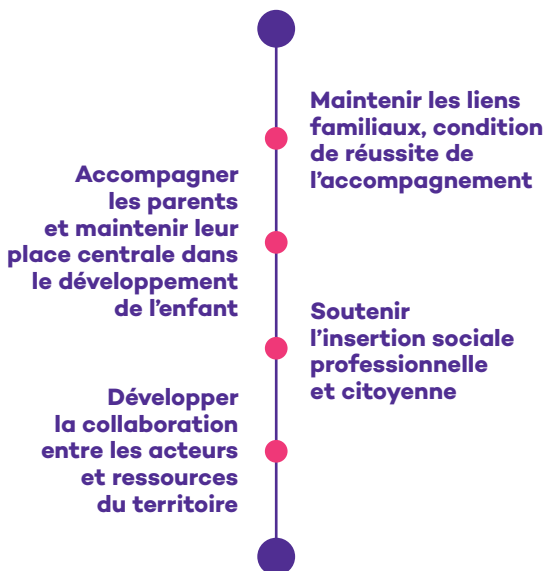 Maintenir les liens
familiaux, condition
de réussite de
l'accompagnement
Accompagner
les parents
et maintenir leur
place centrale dans
le développement
de l'enfant
Soutenir
l'insertion sociale
professionnelle
et citoyenne
Développer
la collaboration
entre les acteurs
et ressources
du territoire